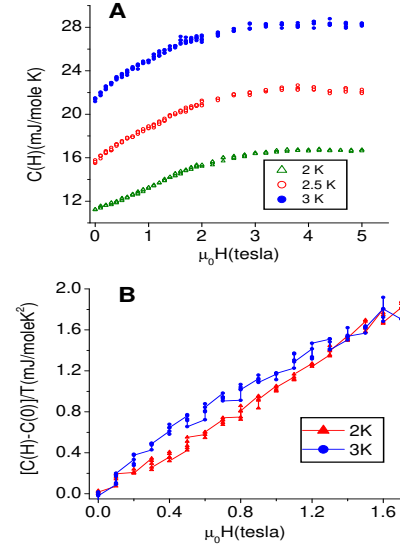 A
C(H)/(mJ/mole K)
28
24
20
16
12
2 K
2.5 K
3 K
0 1 2 3 4 5
μ0H(tesla)
B
[C(H)-C(0)]/T(mJ/moleK²)
2.0
1.6
1.2
0.8
0.4
0.0
2K
3K
0.0 0.4 0.8 1.2 1.6
μ0H(tesla)